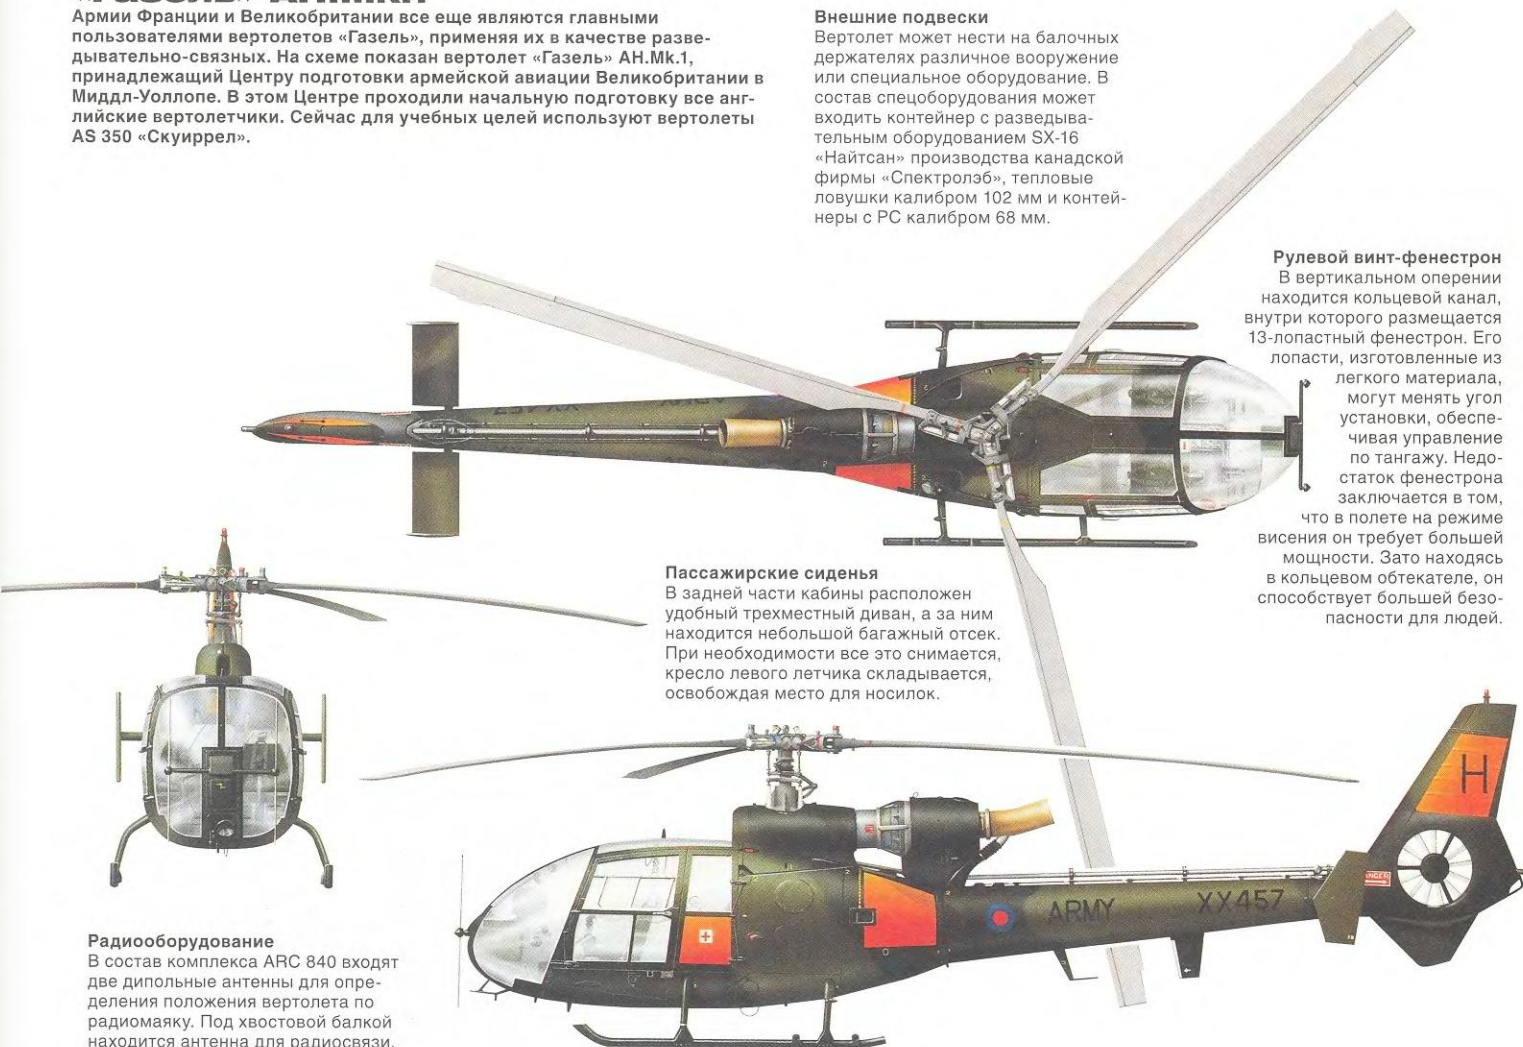 Армии Франции и Великобритании все еще являются главными
пользователями вертолетов «Газель», применяя их в качестве разве-
дывательно-связных. На схеме показан вертолет «Газель» AH.Mk.1,
принадлежащий Центру подготовки армейской авиации Великобритании в
Миддл-Уоллопе. В этом Центре проходили начальную подготовку все анг-
лийские вертолетчики. Сейчас для учебных целей используют вертолеты
AS 350 «Скуиррел».
Внешние подвески
Вертолет может нести на балочных
держателях различное вооружение
или специальное оборудование. В
состав спецоборудования может
входить контейнер с разведыва-
тельным оборудованием SX-16
«Найтсан» производства канадской
фирмы «Спектролэб», тепловые
ловушки калибром 102 мм и контей-
неры с РС калибром 68 мм.
Рулевой винт-фенестрон
В вертикальном оперении
находится кольцевой канал,
внутри которого размещается
13-лопастный фенестрон. Его
лопасти, изготовленные из
легкого материала,
могут менять угол
установки, обеспе-
чивая управление
по тангажу. Недо-
статок фенестрона
заключается в том,
что в полете на режиме
висения он требует большей
мощности. Зато находясь
в кольцевом обтекателе, он
способствует большей безо-
пасности для людей.
Пассажирские сиденья
В задней части кабины расположен
удобный трехместный диван, а за ним
находится небольшой багажный отсек.
При необходимости все это снимается,
кресло левого летчика складывается,
освобождая место для носилок.
H
ARMY XX457
Радиооборудование
В состав комплекса ARC 840 входят
две дипольные антенны для опре-
деления положения вертолета по
радиомаяку. Под хвостовой балкой
находится антенна для радиосвязи.